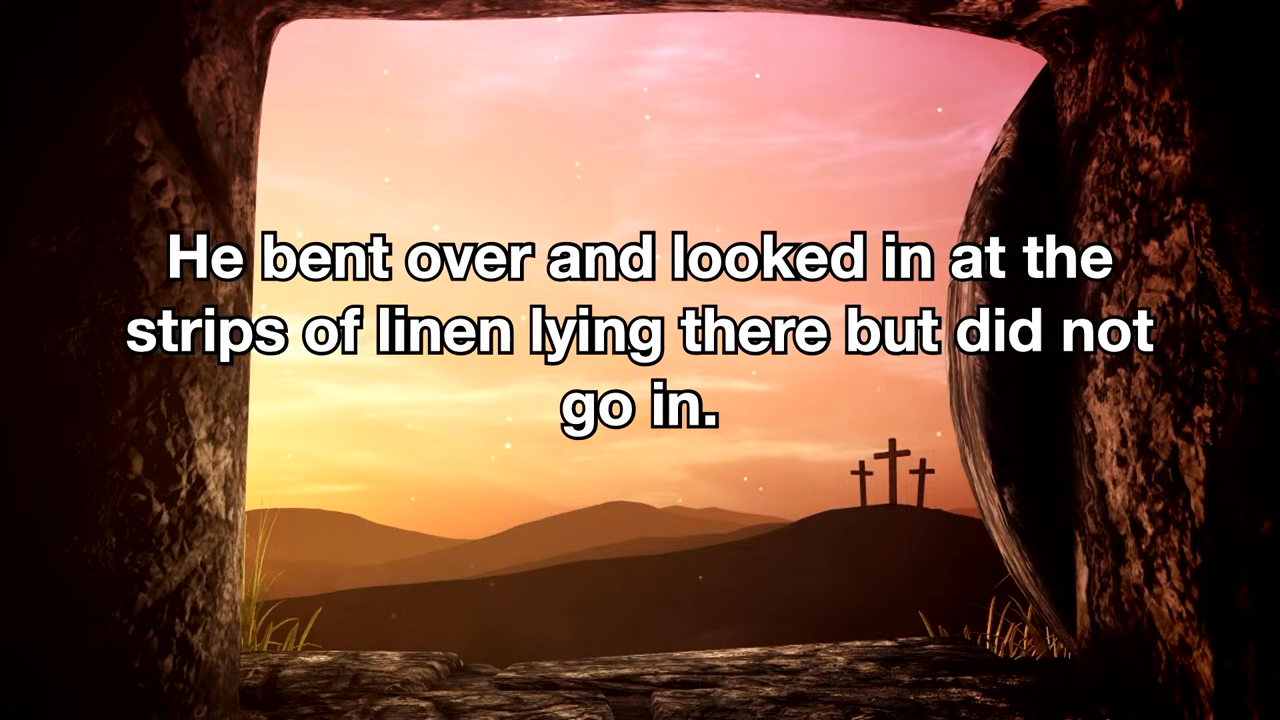 He bent over and looked in at the
strips of linen lying there but did not
go in.